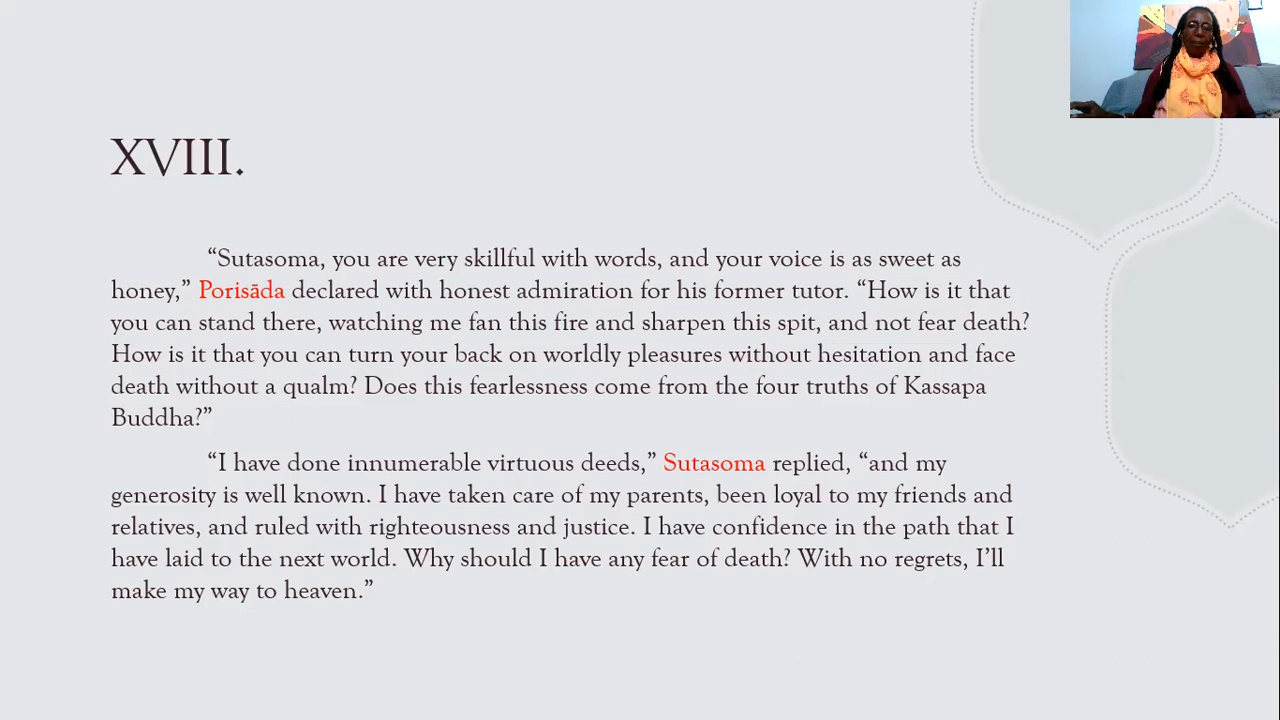 XVIII.
“Sutasoma, you are very skillful with words, and your voice is as sweet as
honey,” Porisāda declared with honest admiration for his former tutor. “How is it that
you can stand there, watching me fan this fire and sharpen this spit, and not fear death?
How is it that you can turn your back on worldly pleasures without hesitation and face
death without a qualm? Does this fearlessness come from the four truths of Kassapa
Buddha?”
“I have done innumerable virtuous deeds,” Sutasoma replied, “and my
generosity is well known. I have taken care of my parents, been loyal to my friends and
relatives, and ruled with righteousness and justice. I have confidence in the path that I
have laid to the next world. Why should I have any fear of death? With no regrets, I’ll
make my way to heaven.”